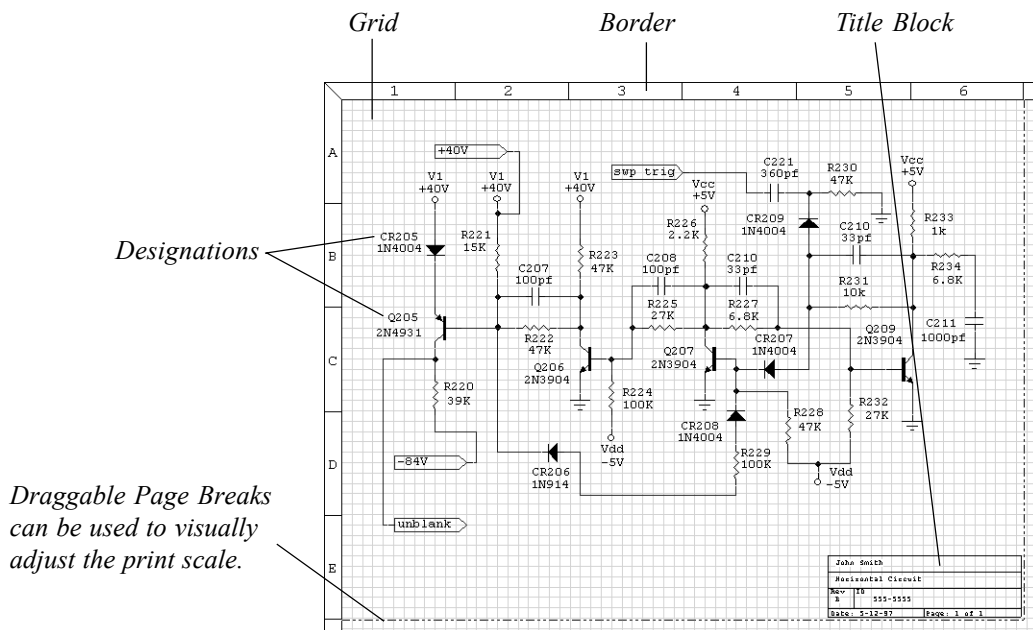 Grid
Border
Title Block
1 2 3 4 5 6
A
+40V
swp trig
C221
360pf
R230
47K
Vcc
+5V
V1
+40V
V1
+40V
V1
+40V
Vcc
+5V
Designations
B
CR205
1N4004
R221
15K
C207
100pf
R223
47K
C208
100pf
R226
2.2K
C210
33pf
CR209
1N4004
C210
33pf
R233
1k
R234
6.8K
R231
10k
R225
27K
R227
6.8K
C
Q205
2N4931
R222
47K
Q206
2N3904
Q207
2N3904
CR207
1N4004
Q209
2N3904
C211
1000pf
R220
39K
R224
100K
CR208
1N4004
R228
47K
R232
27K
D
-84V
CR206
1N914
Vdd
-5V
R229
100K
Vdd
-5V
Draggable Page Breaks
can be used to visually
adjust the print scale.
unblank
E
John Smith
Horizontal Circuit
Rev ID
555-5555
Date: 5-12-97 Page: 1 of 1